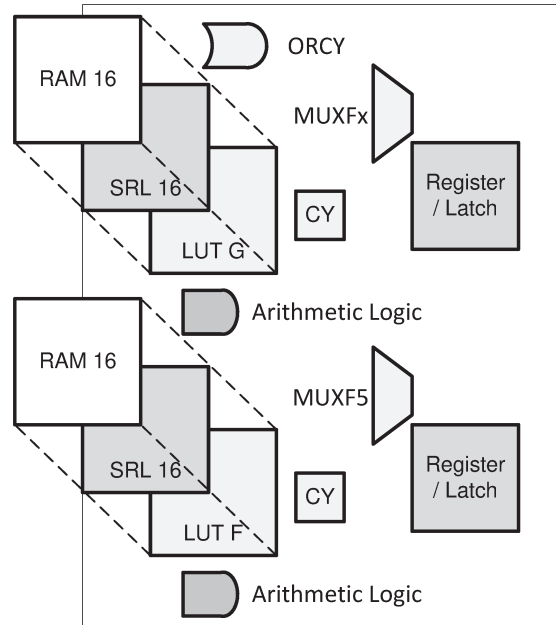 ORCY
RAM 16
MUXFx
SRL 16
Register
/ Latch
CY
LUT G
Arithmetic Logic
RAM 16
MUXF5
SRL 16
Register
/ Latch
CY
LUT F
Arithmetic Logic